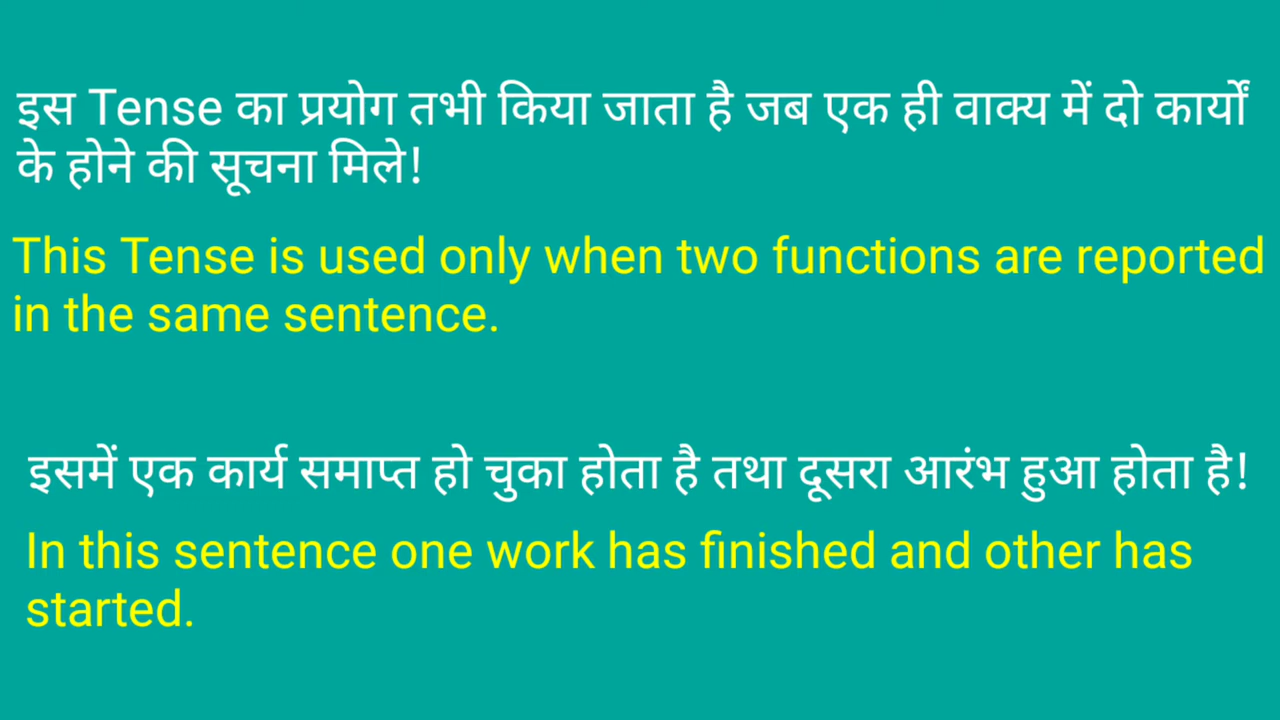 इस Tense का प्रयोग तभी किया जाता है जब एक ही वाक्य में दो कार्यों
के होने की सूचना मिले!
This Tense is used only when two functions are reported
in the same sentence.
इसमें एक कार्य समाप्त हो चुका होता है तथा दूसरा आरंभ हुआ होता है!
In this sentence one work has finished and other has
started.